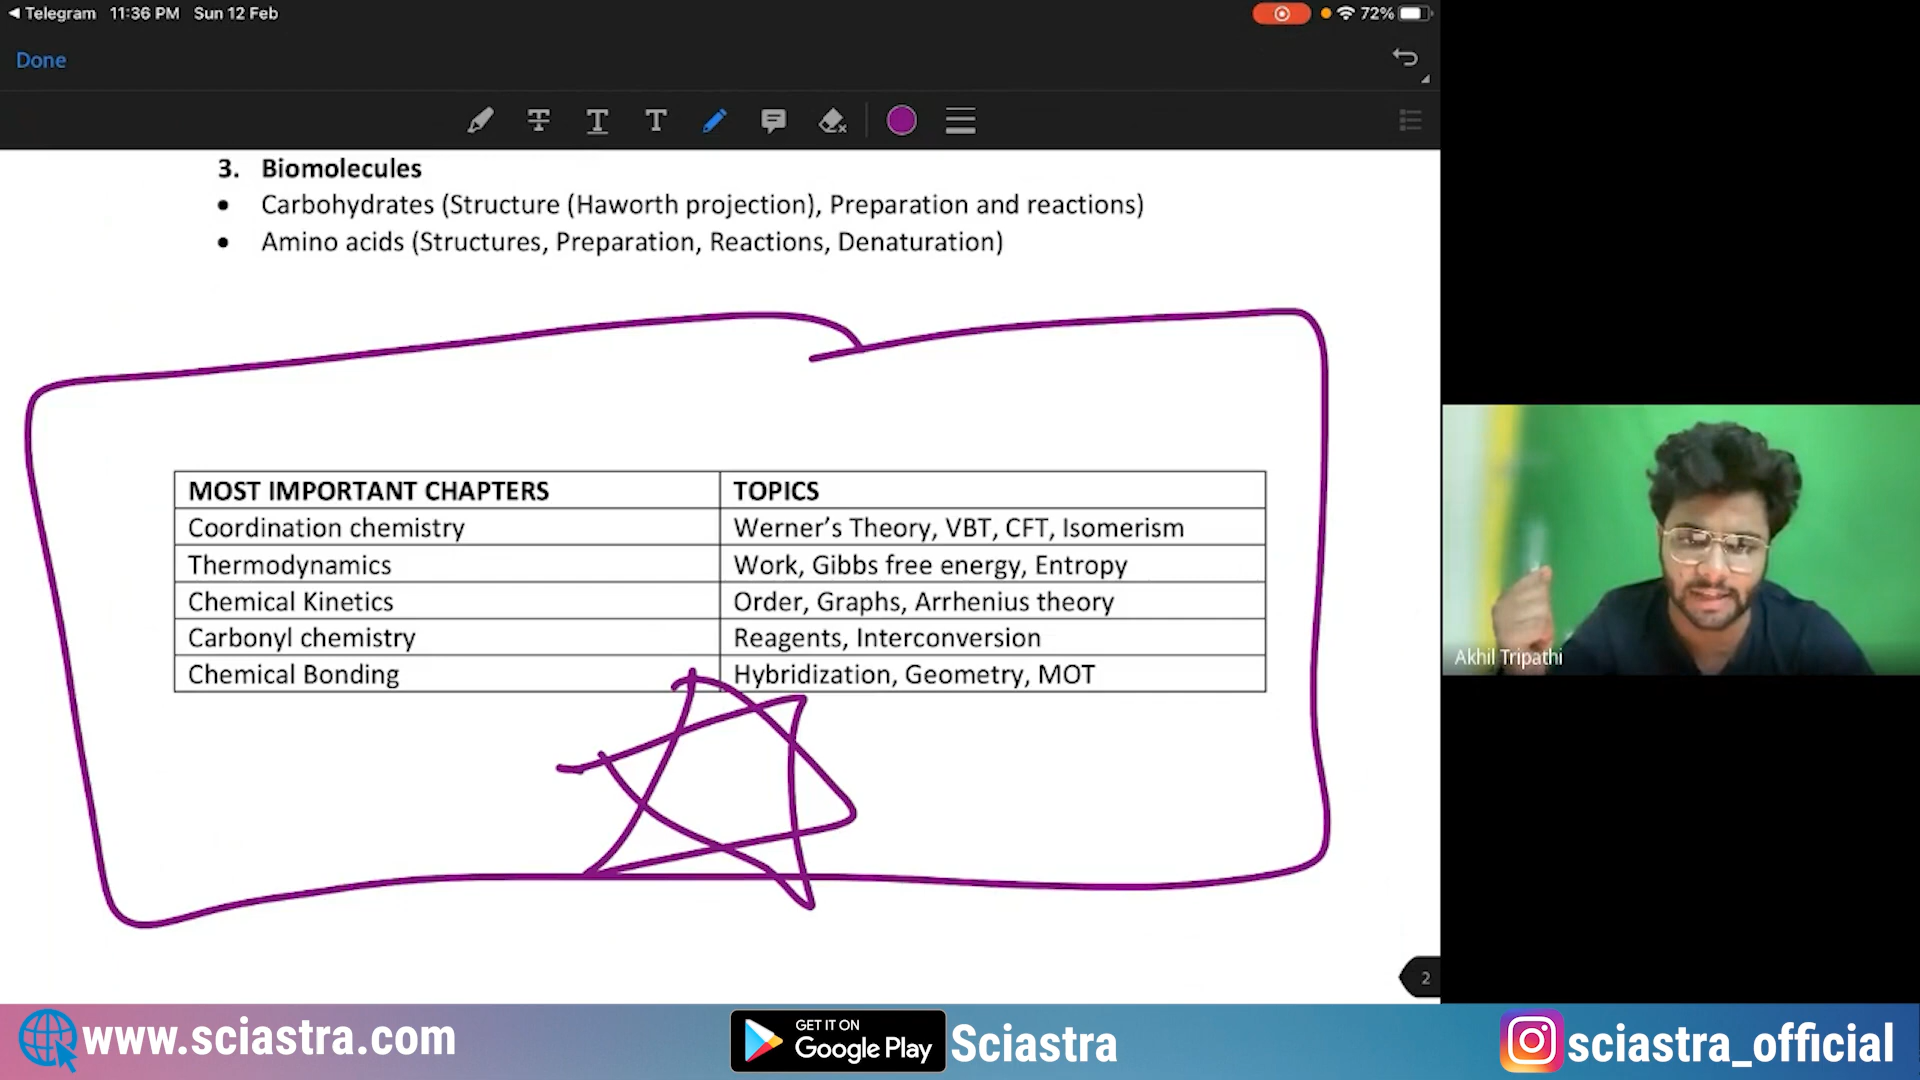 Telegram 11:36 PM Sun 12 Feb 72%
Done
3. Biomolecules
• Carbohydrates (Structure (Haworth projection), Preparation and reactions)
• Amino acids (Structures, Preparation, Reactions, Denaturation)
MOST IMPORTANT CHAPTERS TOPICS
Coordination chemistry Werner’s Theory, VBT, CFT, Isomerism
Thermodynamics Work, Gibbs free energy, Entropy
Chemical Kinetics Order, Graphs, Arrhenius theory
Carbonyl chemistry Reagents, Interconversion
Chemical Bonding Hybridization, Geometry, MOT
Akhil Tripathi
2
www.sciastra.com
GET IT ON
Google Play
Sciastra
sciastra_official